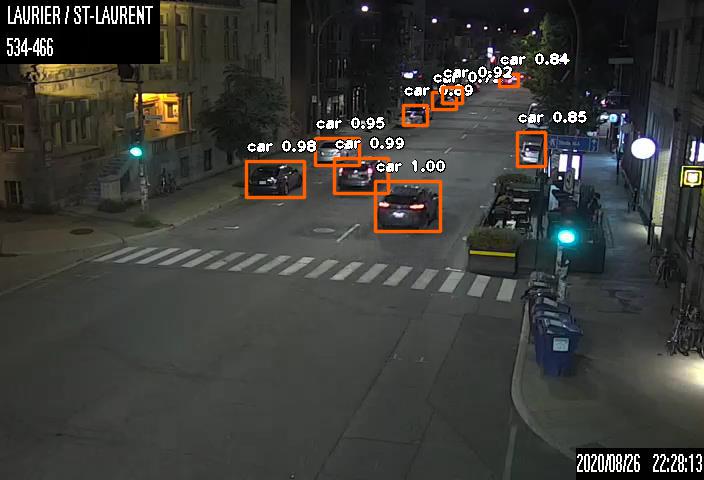 LAURIER / ST-LAURENT
534-466
car 0.84
car 0.92
car 0.85
car 0.95
car 0.99
car 0.98
car 1.00
2020/08/26 22:28:13